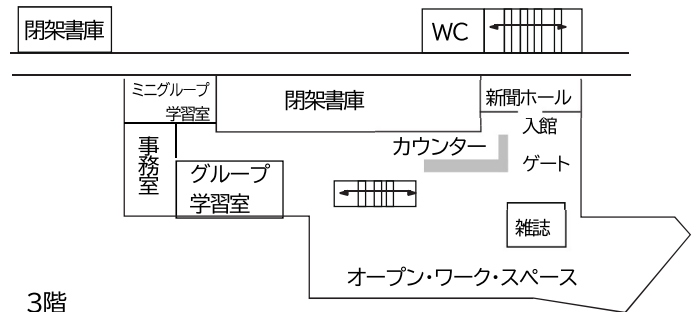 閉架書庫
WC
ミニグループ
学習室
閉架書庫
新聞ホール
入館
ゲート
カウンター
事務室
グループ
学習室
雑誌
オープン・ワーク・スペース
3階